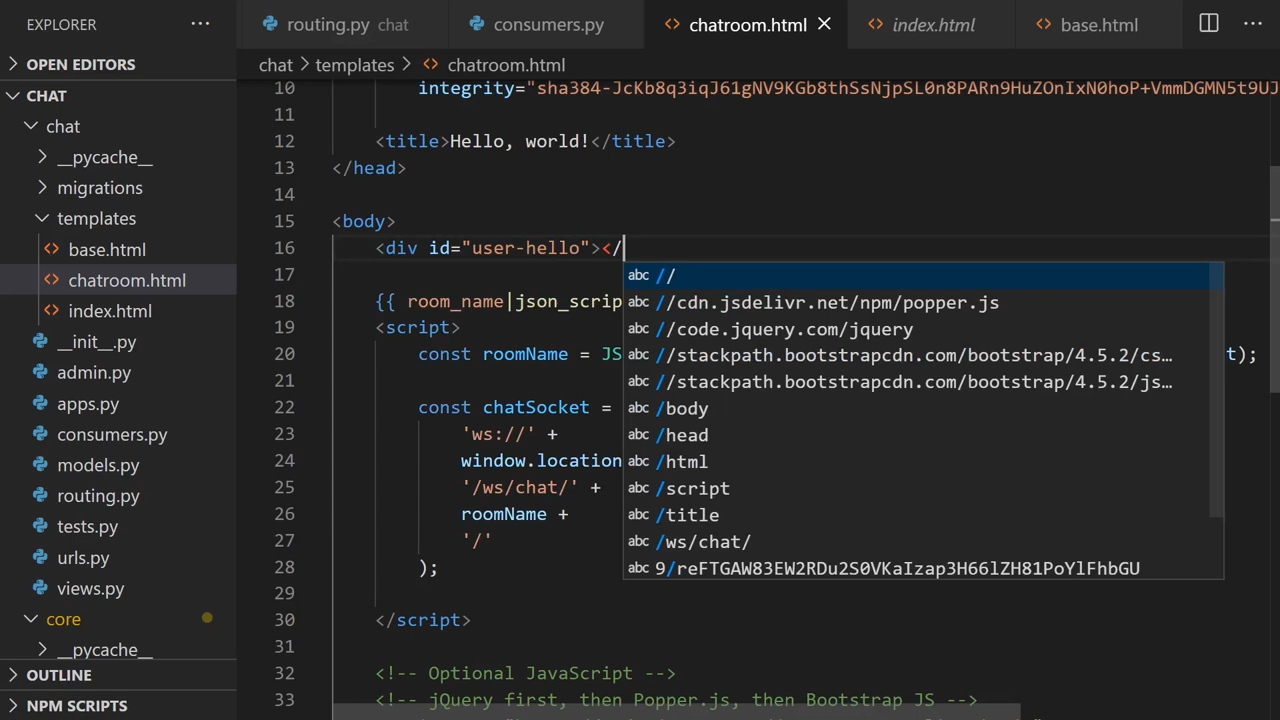 EXPLORER
routing.py chat
consumers.py
chatroom.html
index.html
base.html
OPEN EDITORS
chat > templates > chatroom.html
CHAT
chat
__pycache__
migrations
templates
base.html
chatroom.html
index.html
__init__.py
admin.py
apps.py
consumers.py
models.py
routing.py
tests.py
urls.py
views.py
core
__pycache__
OUTLINE
NPM SCRIPTS
10 integrity="sha384-JcKb8q3iqJ61gNV9KGb8thSsNjpSL0n8PARn9HuZOnIxN0hoP+VmmDGMN5t9UJ
11
12 <title>Hello, world!</title>
13 </head>
14
15 <body>
16 <div id="user-hello"></
17
18 {{ room_name|json_scrip
19 <script>
20 const roomName = JS t);
21
22 const chatSocket =
23 'ws://' +
24 window.location
25 '/ws/chat/' +
26 roomName +
27 '/'
28 );
29
30 </script>
31
32 <!-- Optional JavaScript -->
33 <!-- jQuery first, then Popper.js, then Bootstrap JS -->
abc //
abc //cdn.jsdelivr.net/npm/popper.js
abc //code.jquery.com/jquery
abc //stackpath.bootstrapcdn.com/bootstrap/4.5.2/cs…
abc //stackpath.bootstrapcdn.com/bootstrap/4.5.2/js…
abc /body
abc /head
abc /html
abc /script
abc /title
abc /ws/chat/
abc 9/reFTGAW83EW2RDu2S0VKaIzap3H66lZH81PoYlFhbGU